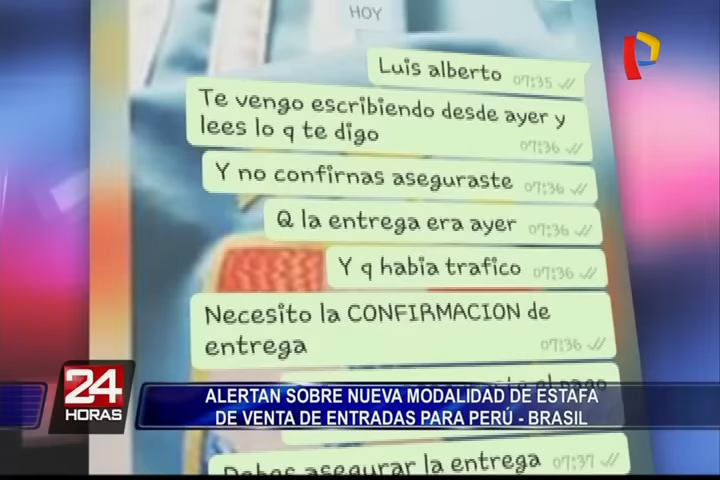 HOY
Luis alberto 07:35
Te vengo escribiendo desde ayer y
lees lo q te digo
07:36
Y no confirnas aseguraste 07:36
Q la entrega era ayer 07:36
Y q habia trafico 07:36
Necesito la CONFIRMACION de
entrega 07:36
el pago
24
HORAS
ALERTAN SOBRE NUEVA MODALIDAD DE ESTAFA
DE VENTA DE ENTRADAS PARA PERÚ - BRASIL
Debes asegurar la entrega 07:37